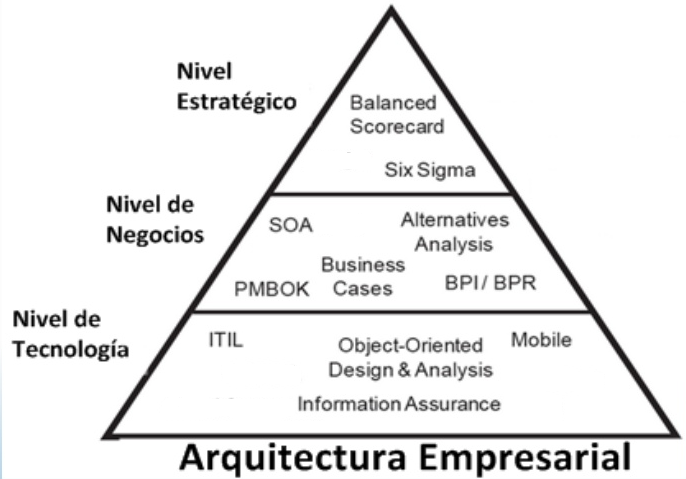 Nivel
Estratégico
Balanced
Scorecard
Six Sigma
Nivel de
Negocios
SOA
Alternatives
Analysis
Business
Cases
PMBOK
BPI / BPR
Nivel de
Tecnología
ITIL
Object-Oriented
Design & Analysis
Mobile
Information Assurance
Arquitectura Empresarial